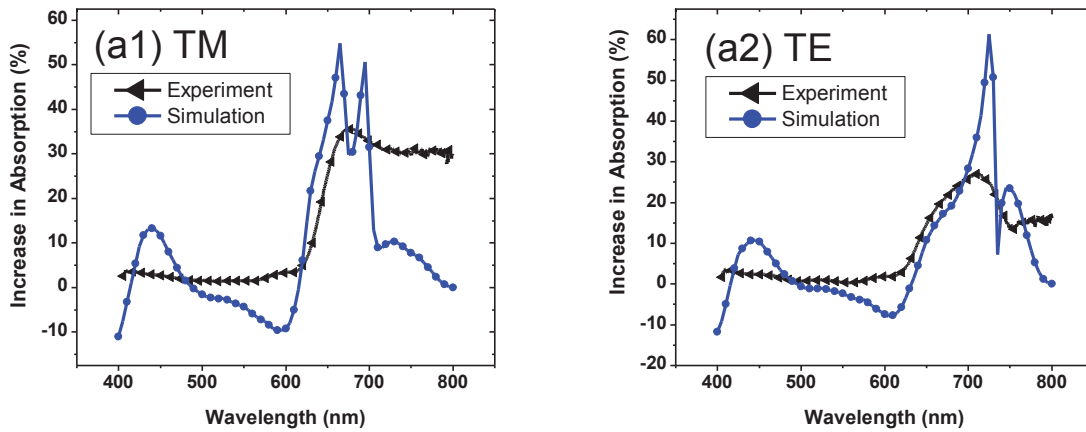 (a1) TM
Experiment
Simulation
Increase in Absorption (%)
60
50
40
30
20
10
0
-10
400
500
600
700
800
Wavelength (nm)
(a2) TE
Experiment
Simulation
Increase in Absorption (%)
60
50
40
30
20
10
0
-10
-20
400
500
600
700
800
Wavelength (nm)